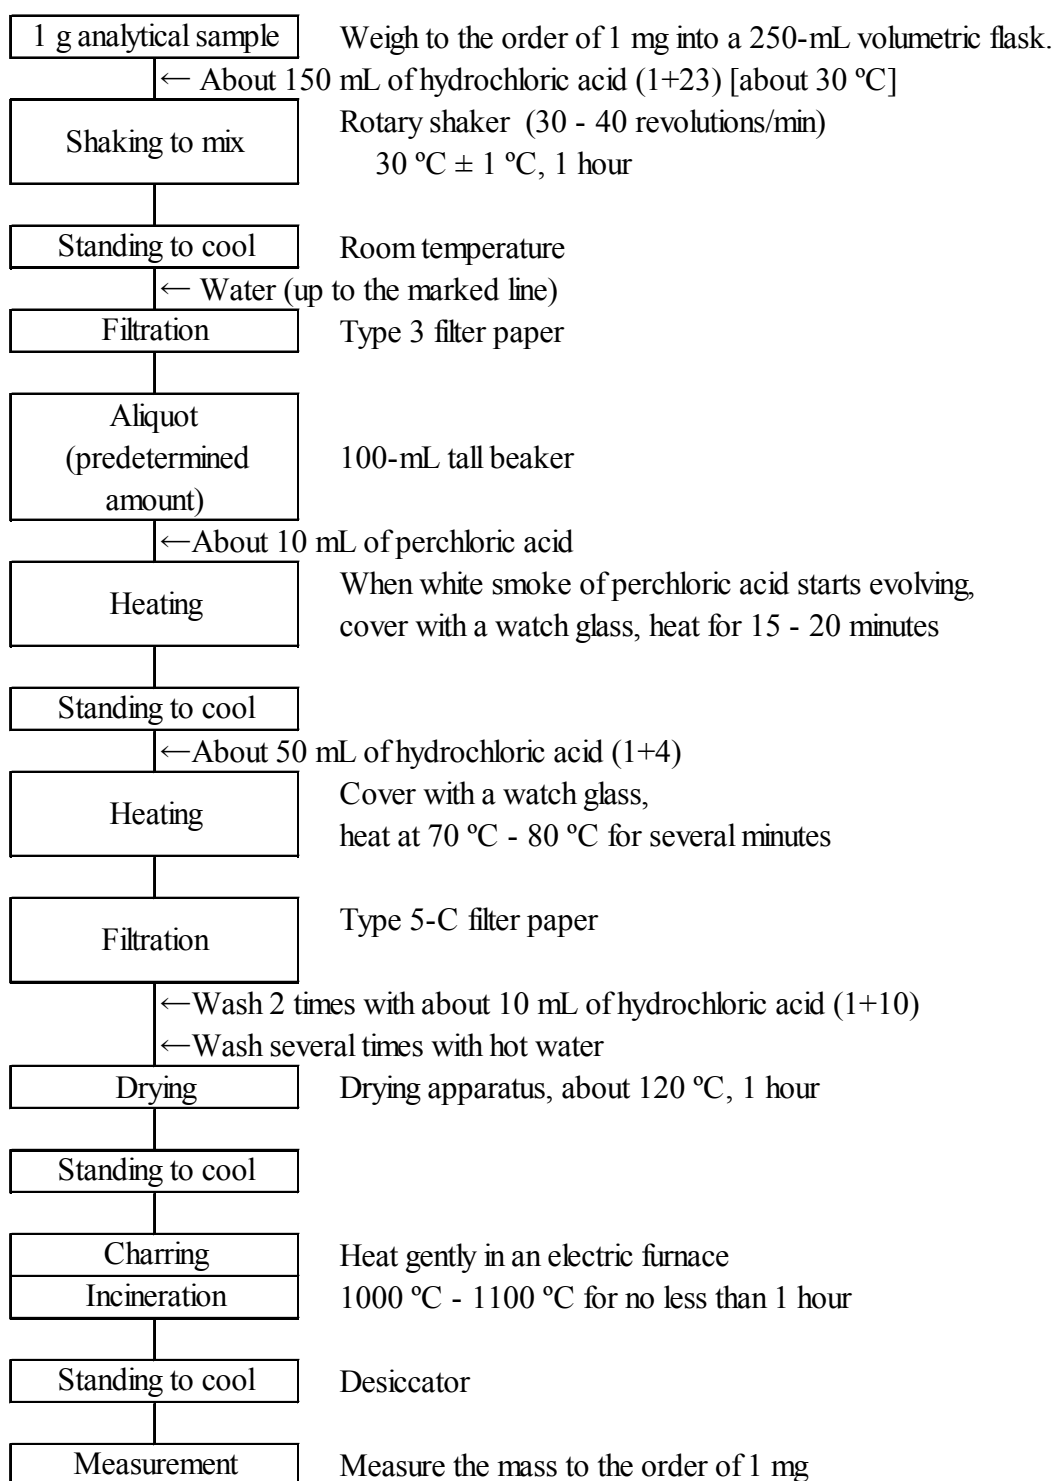 1 g analytical sample Weigh to the order of 1 mg into a 250-mL volumetric flask.
← About 150 mL of hydrochloric acid (1+23) [about 30 ºC]
Shaking to mix
Rotary shaker (30 - 40 revolutions/min)
30 ºC ± 1 ºC, 1 hour
Standing to cool Room temperature
← Water (up to the marked line)
Filtration Type 3 filter paper
Aliquot
(predetermined
amount)
100-mL tall beaker
←About 10 mL of perchloric acid
Heating
When white smoke of perchloric acid starts evolving,
cover with a watch glass, heat for 15 - 20 minutes
Standing to cool
←About 50 mL of hydrochloric acid (1+4)
Heating
Cover with a watch glass,
heat at 70 ºC - 80 ºC for several minutes
Filtration
Type 5-C filter paper
←Wash 2 times with about 10 mL of hydrochloric acid (1+10)
←Wash several times with hot water
Drying Drying apparatus, about 120 ºC, 1 hour
Standing to cool
Charring Heat gently in an electric furnace
Incineration 1000 ºC - 1100 ºC for no less than 1 hour
Standing to cool Desiccator
Measurement Measure the mass to the order of 1 mg